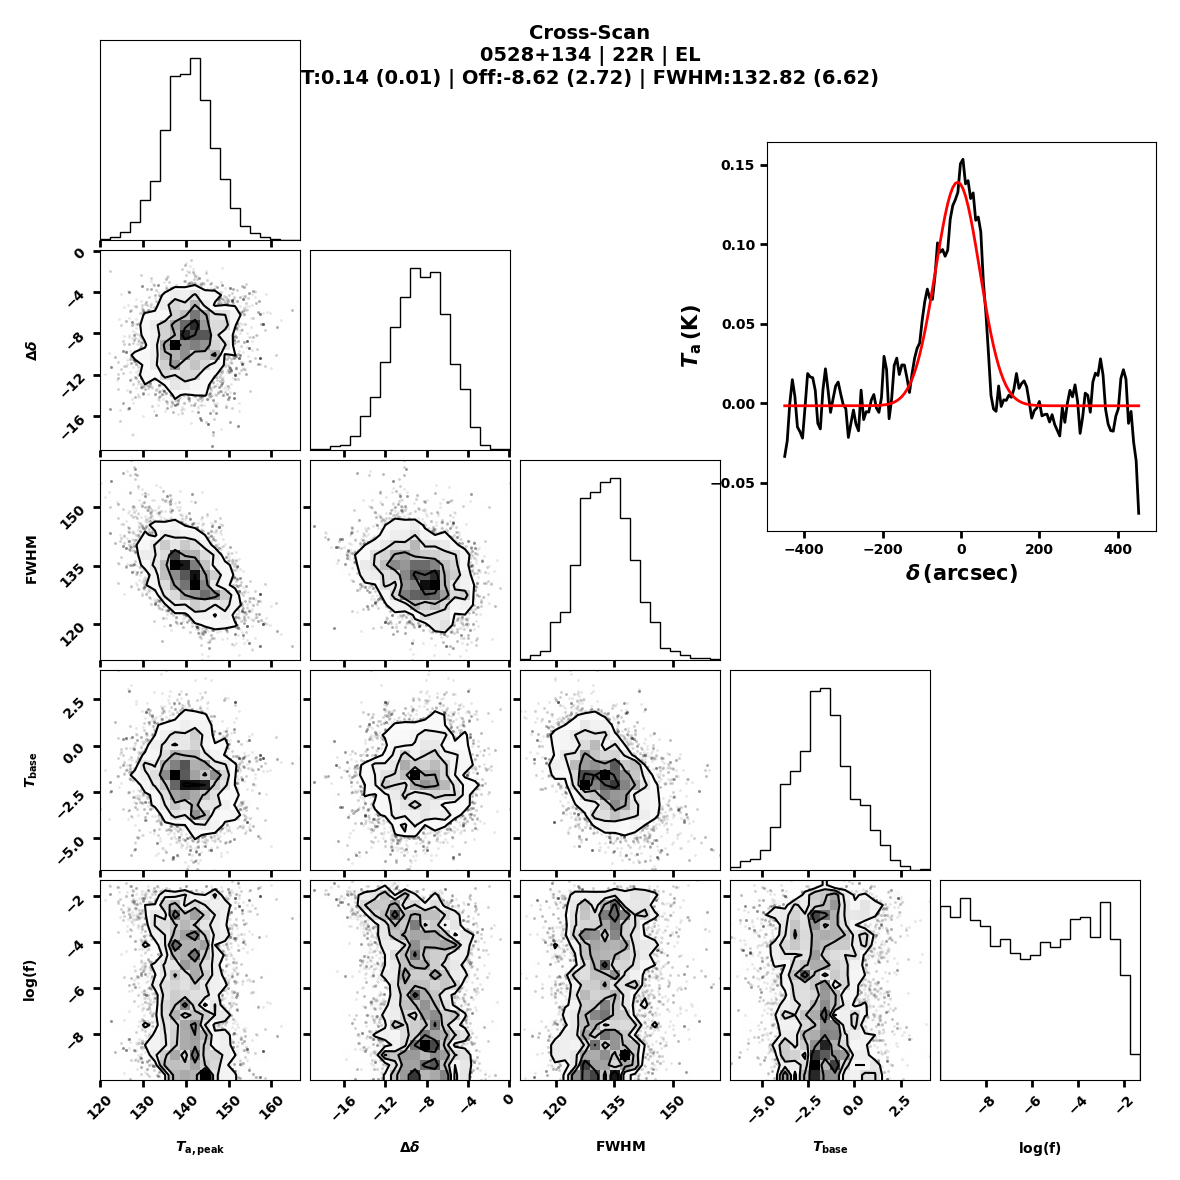 Cross-Scan
0528+134 | 22R | EL
T:0.14 (0.01) | Off:-8.62 (2.72) | FWHM:132.82 (6.62)
0.15
0.10
0.05
0.00
−0.05
Ta (K)
−400 −200 0 200 400
δ (arcsec)
0
−4
−8
−12
−16
Δδ
150
135
120
FWHM
2.5
0.0
−2.5
−5.0
Tbase
−2
−4
−6
−8
log(f)
120 130 140 150 160
−16 −12 −8 −4 0
120 135 150
−5.0 −2.5 0.0 2.5
−8 −6 −4 −2
Ta,peak Δδ FWHM Tbase log(f)